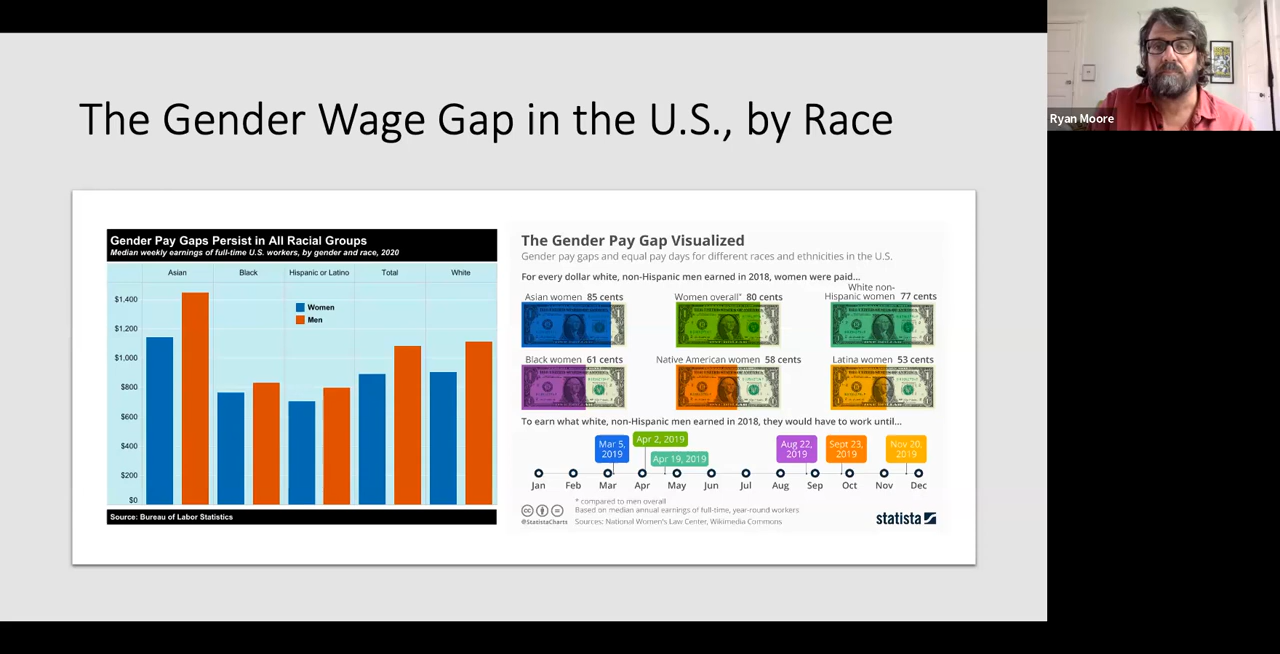 The Gender Wage Gap in the U.S., by Race
Ryan Moore
Gender Pay Gaps Persist in All Racial Groups
Median weekly earnings of full-time U.S. workers, by gender and race, 2020
Asian Black Hispanic or Latino Total White
Women
Men
$1,400
$1,200
$1,000
$800
$600
$400
$200
$0
Source: Bureau of Labor Statistics
The Gender Pay Gap Visualized
Gender pay gaps and equal pay days for different races and ethnicities in the U.S.
For every dollar white, non-Hispanic men earned in 2018, women were paid...
Asian women 85 cents
Women overall* 80 cents
White non-
Hispanic women 77 cents
Black women 61 cents
Native American women 58 cents
Latina women 53 cents
To earn what white, non-Hispanic men earned in 2018, they would have to work until...
Mar 5,
2019
Apr 2, 2019
Apr 19, 2019
Aug 22,
2019
Sept 23,
2019
Nov 20,
2019
Jan Feb Mar Apr May Jun Jul Aug Sep Oct Nov Dec
* compared to men overall
Based on median annual earnings of full-time, year-round workers
@StatistaCharts Sources: National Women's Law Center, Wikimedia Commons
statista